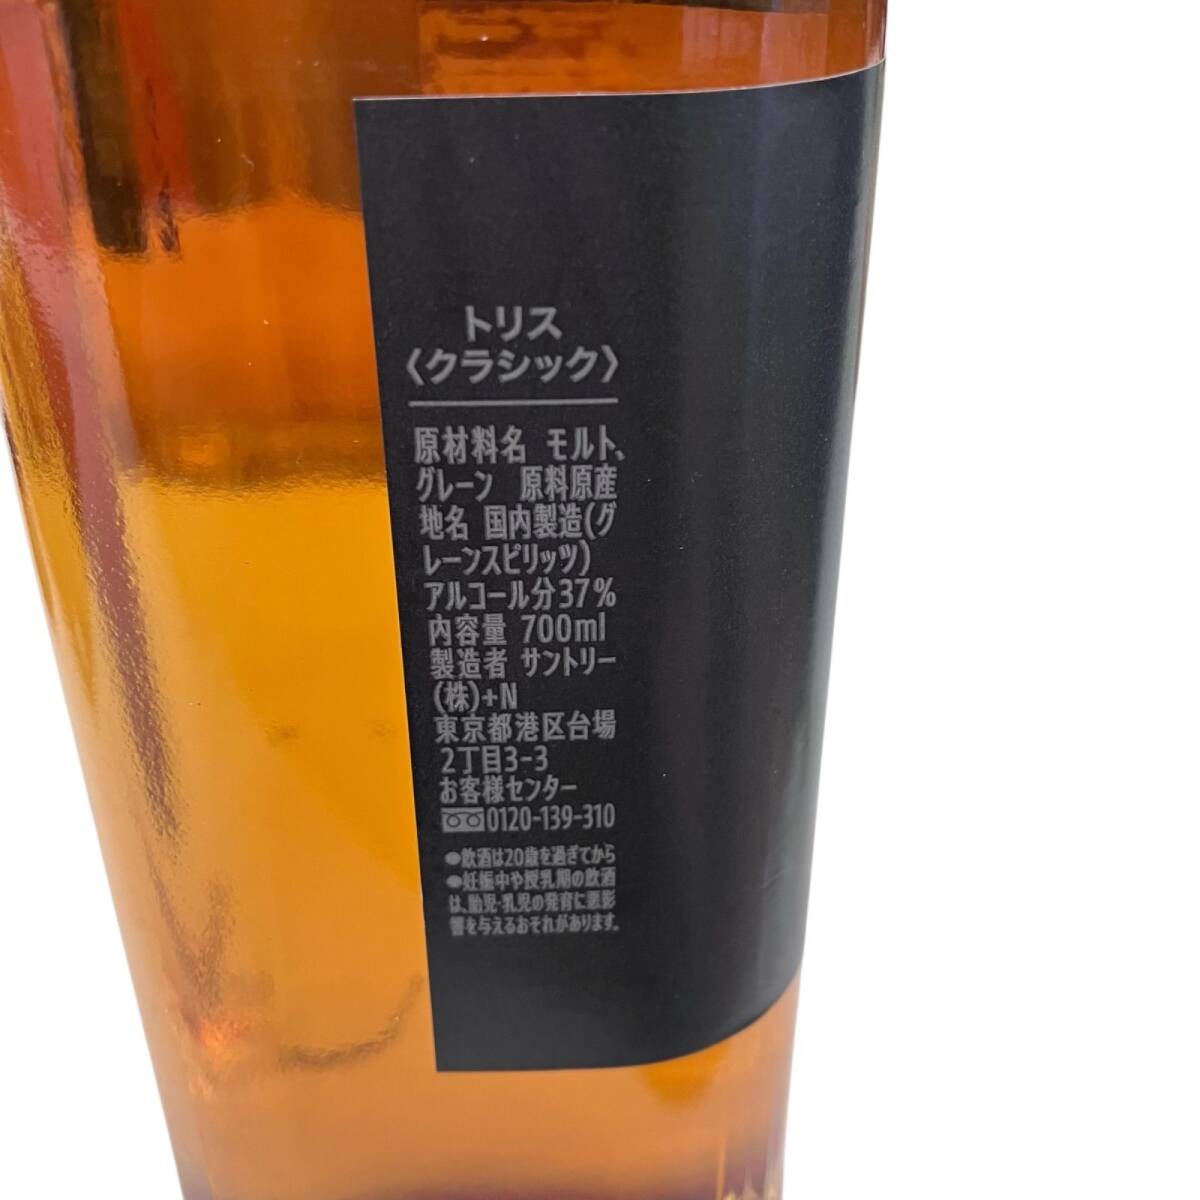 トリス
〈クラシック〉
原材料名 モルト、
グレーン 原料原産
地名 国内製造(グ
レーンスピリッツ)
アルコール分37%
内容量 700ml
製造者 サントリー
(株)+N
東京都港区台場
2丁目3-3
お客様センター
0120-139-310
●飲酒は20歳を過ぎてから
●妊娠中や授乳期の飲酒
は、胎児・乳児の発育に悪影
響を与えるおそれがあります。